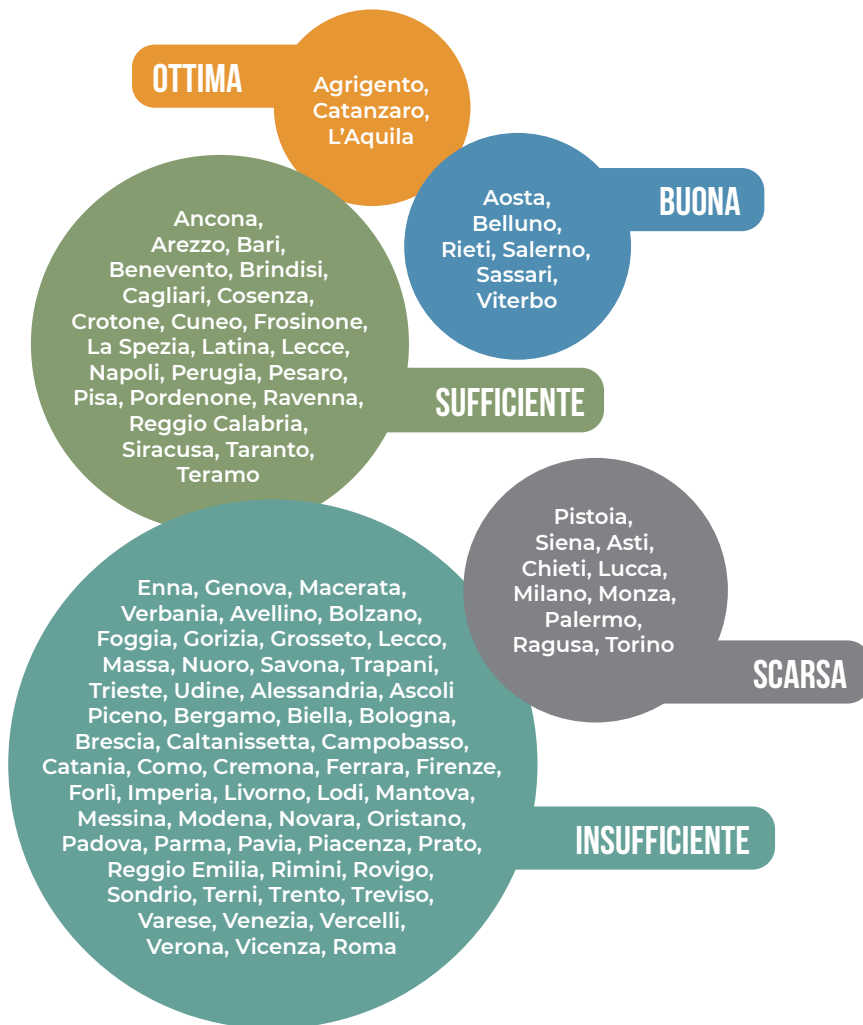 OTTIMA
Agrigento,
Catanzaro,
L’Aquila
BUONA
Aosta,
Belluno,
Rieti, Salerno,
Sassari,
Viterbo
Ancona,
Arezzo, Bari,
Benevento, Brindisi,
Cagliari, Cosenza,
Crotone, Cuneo, Frosinone,
La Spezia, Latina, Lecce,
Napoli, Perugia, Pesaro,
Pisa, Pordenone, Ravenna,
Reggio Calabria,
Siracusa, Taranto,
Teramo
SUFFICIENTE
Pistoia,
Siena, Asti,
Chieti, Lucca,
Milano, Monza,
Palermo,
Ragusa, Torino
SCARSA
Enna, Genova, Macerata,
Verbania, Avellino, Bolzano,
Foggia, Gorizia, Grosseto, Lecco,
Massa, Nuoro, Savona, Trapani,
Trieste, Udine, Alessandria, Ascoli
Piceno, Bergamo, Biella, Bologna,
Brescia, Caltanissetta, Campobasso,
Catania, Como, Cremona, Ferrara, Firenze,
Forlì, Imperia, Livorno, Lodi, Mantova,
Messina, Modena, Novara, Oristano,
Padova, Parma, Pavia, Piacenza, Prato,
Reggio Emilia, Rimini, Rovigo,
Sondrio, Terni, Trento, Treviso,
Varese, Venezia, Vercelli,
Verona, Vicenza, Roma
INSUFFICIENTE